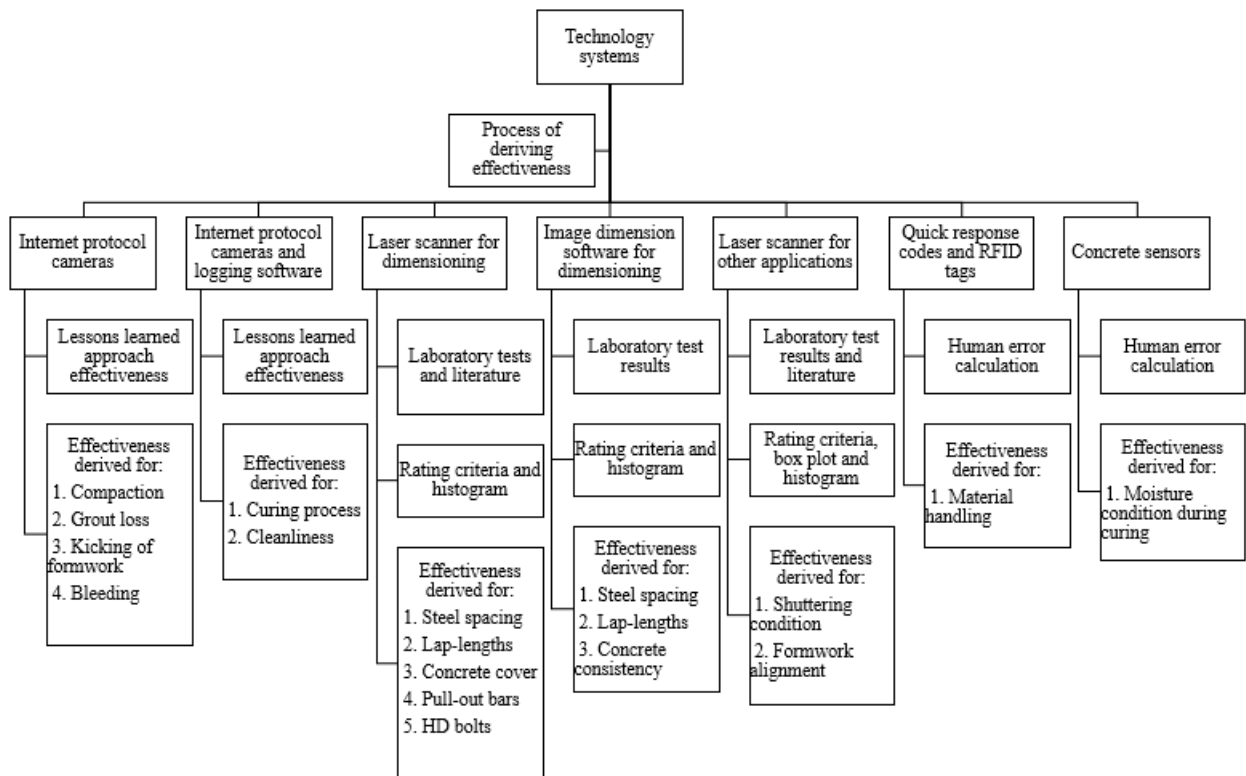 Technology
systems
Process of
deriving
effectiveness
Internet protocol
cameras
Internet protocol
cameras and
logging software
Laser scanner for
dimensioning
Image dimension
software for
dimensioning
Laser scanner for
other applications
Quick response
codes and RFID
tags
Concrete sensors
Lessons learned
approach
effectiveness
Lessons learned
approach
effectiveness
Laboratory tests
and literature
Laboratory test
results
Laboratory test
results and
literature
Human error
calculation
Human error
calculation
Effectiveness
derived for:
1. Compaction
2. Grout loss
3. Kicking of
formwork
4. Bleeding
Effectiveness
derived for:
1. Curing process
2. Cleanliness
Rating criteria and
histogram
Rating criteria and
histogram
Rating criteria,
box plot and
histogram
Effectiveness
derived for:
1. Material
handling
Effectiveness
derived for:
1. Moisture
condition during
curing
Effectiveness
derived for:
1. Steel spacing
2. Lap-lengths
3. Concrete cover
4. Pull-out bars
5. HD bolts
Effectiveness
derived for:
1. Steel spacing
2. Lap-lengths
3. Concrete
consistency
Effectiveness
derived for:
1. Shuttering
condition
2. Formwork
alignment